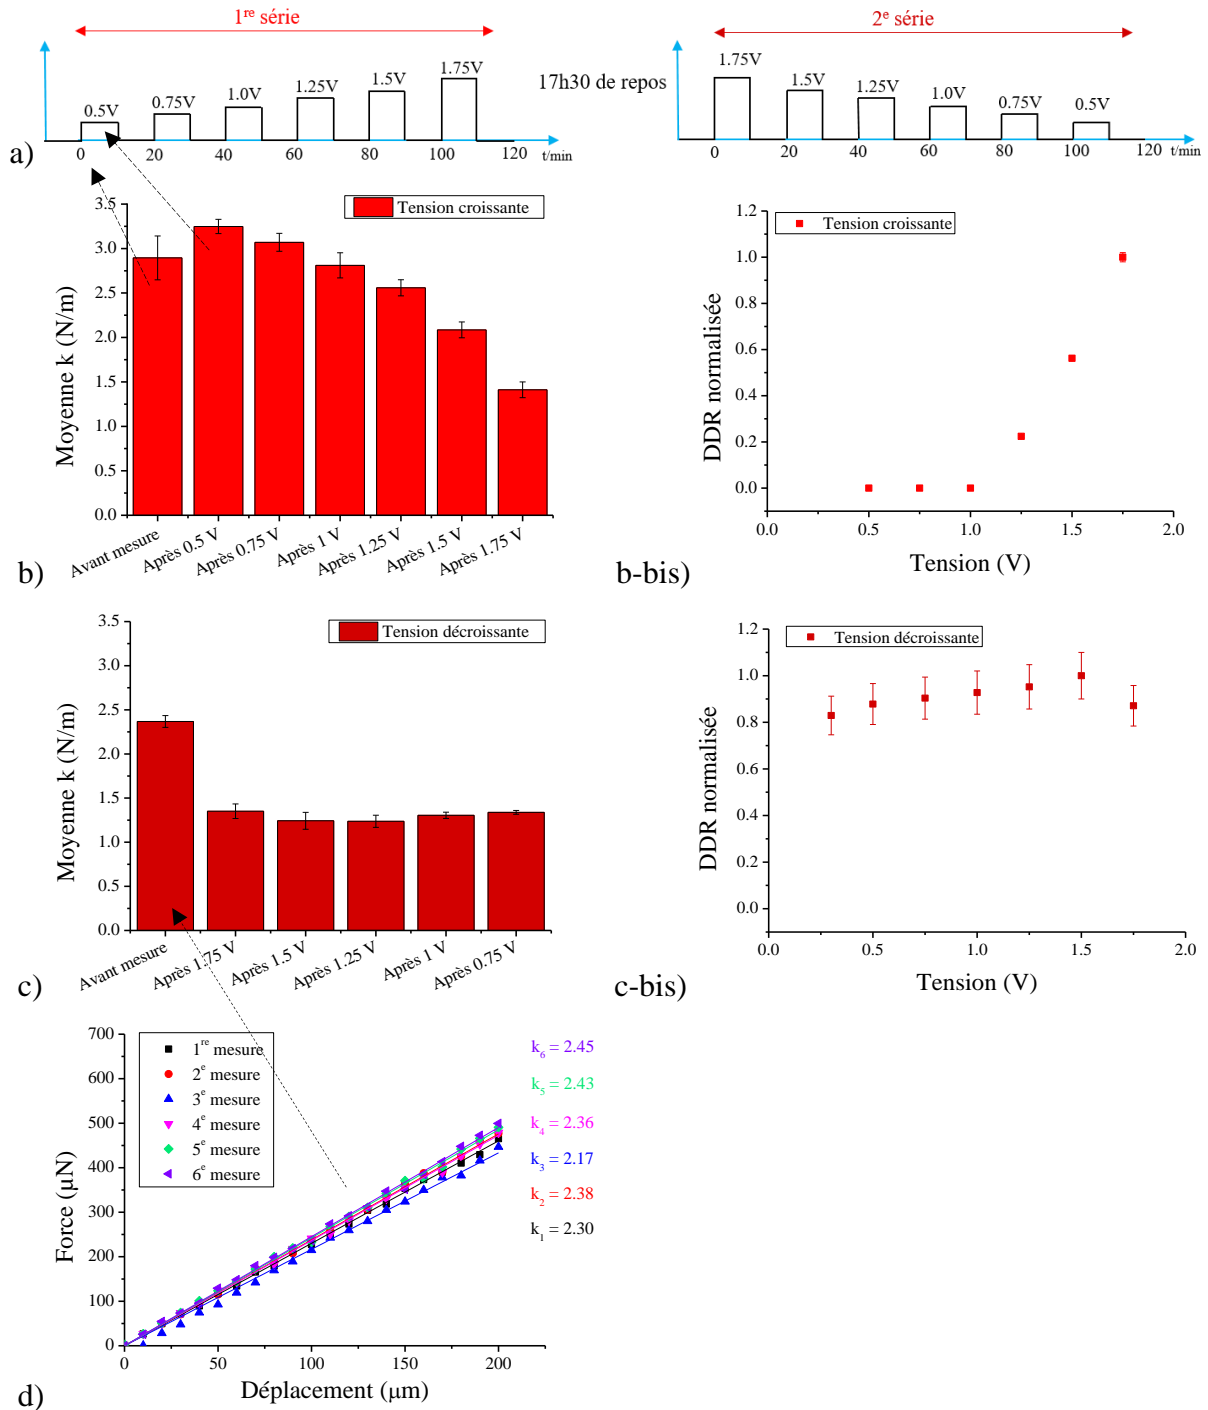 1re série
0.5V
0.75V
1.0V
1.25V
1.5V
1.75V
0
20
40
60
80
100
120
t/min
17h30 de repos
2e série
1.75V
1.5V
1.25V
1.0V
0.75V
0.5V
0
20
40
60
80
100
120
t/min
a)
Tension croissante
Moyenne k (N/m)
3.5
3.0
2.5
2.0
1.5
1.0
0.5
0.0
Avant mesure
Après 0.5 V
Après 0.75 V
Après 1 V
Après 1.25 V
Après 1.5 V
Après 1.75 V
b)
Tension croissante
DDR normalisée
1.2
1.0
0.8
0.6
0.4
0.2
0.0
0.0
0.5
1.0
1.5
2.0
Tension (V)
b-bis)
Tension décroissante
Moyenne k (N/m)
3.5
3.0
2.5
2.0
1.5
1.0
0.5
0.0
Avant mesure
Après 1.75 V
Après 1.5 V
Après 1.25 V
Après 1 V
Après 0.75 V
c)
Tension décroissante
DDR normalisée
1.2
1.0
0.8
0.6
0.4
0.2
0.0
0.0
0.5
1.0
1.5
2.0
Tension (V)
c-bis)
1re mesure
2e mesure
3e mesure
4e mesure
5e mesure
6e mesure
k6 = 2.45
k5 = 2.43
k4 = 2.36
k3 = 2.17
k2 = 2.38
k1 = 2.30
Force (µN)
700
600
500
400
300
200
100
0
0
50
100
150
200
Déplacement (µm)
d)